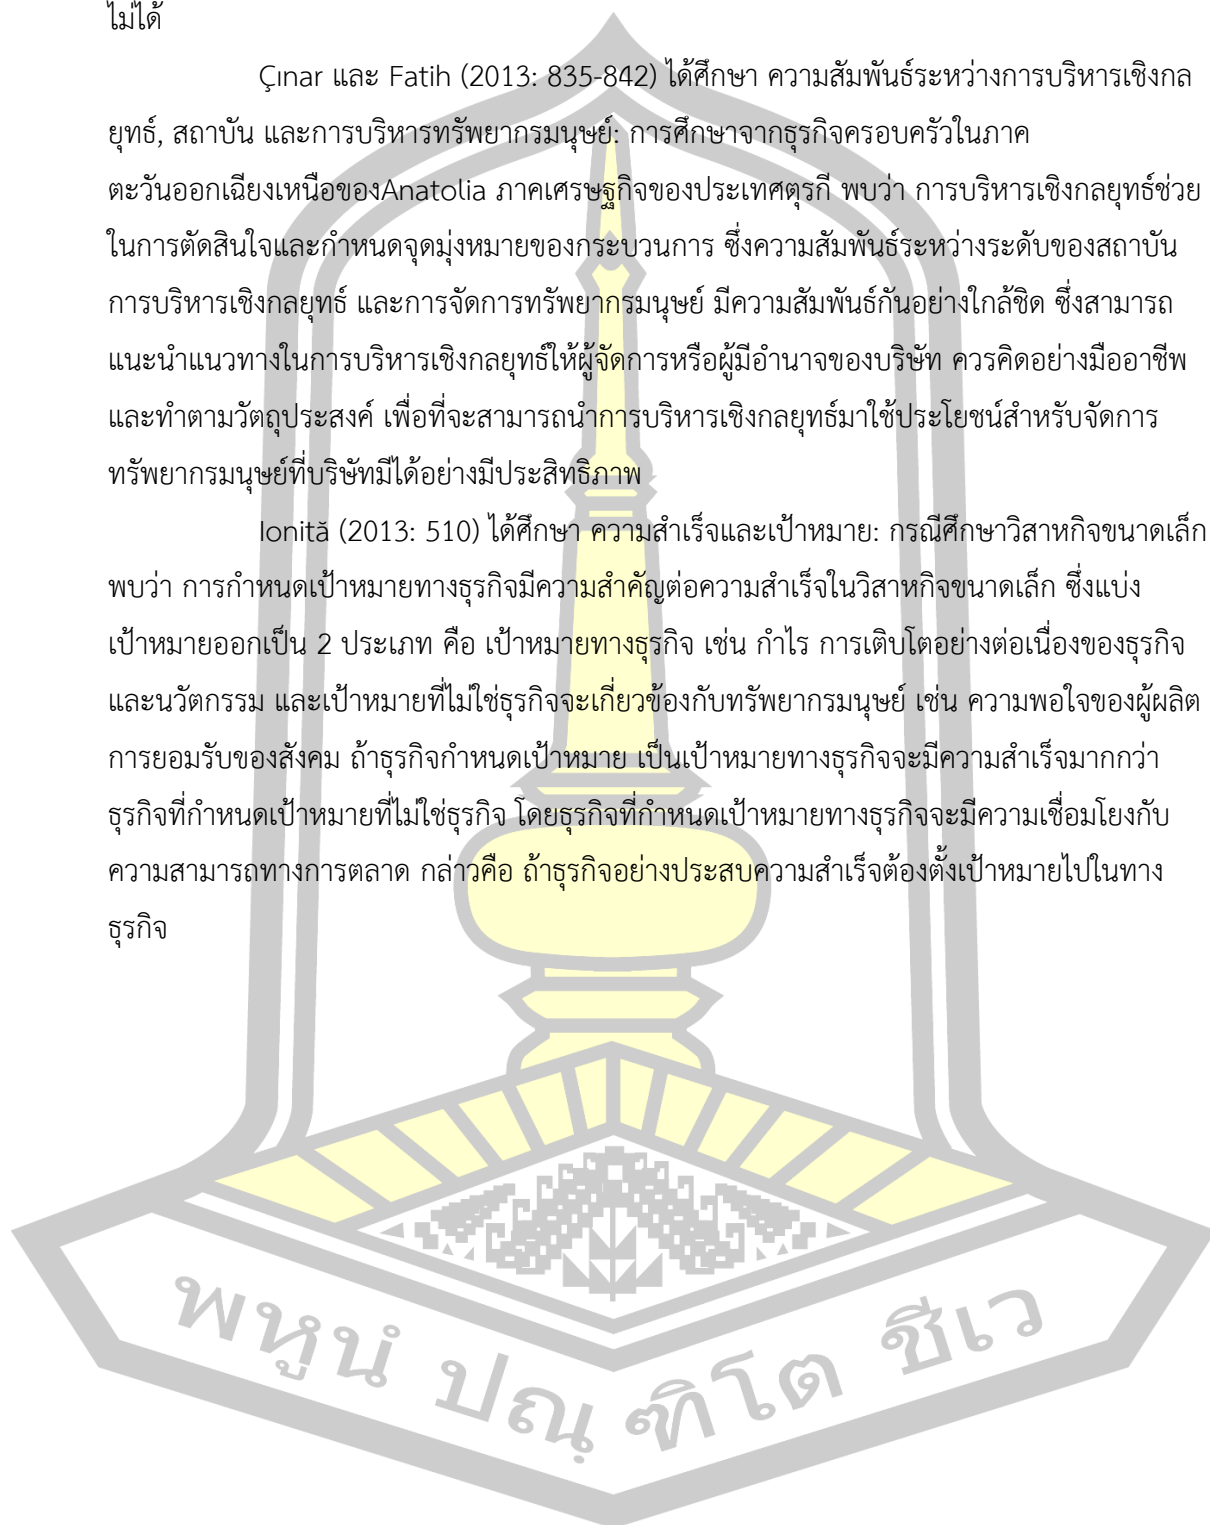 ไม่ได้
Çınar และ Fatih (2013: 835-842) ได้ศึกษา ความสัมพันธ์ระหว่างการบริหารเชิงกล
ยุทธ์, สถาบัน และการบริหารทรัพยากรมนุษย์: การศึกษาจากธุรกิจครอบครัวในภาค
ตะวันออกเฉียงเหนือของAnatolia ภาคเศรษฐกิจของประเทศตุรกี พบว่า การบริหารเชิงกลยุทธ์ช่วย
ในการตัดสินใจและกำหนดจุดมุ่งหมายของกระบวนการ ซึ่งความสัมพันธ์ระหว่างระดับของสถาบัน
การบริหารเชิงกลยุทธ์ และการจัดการทรัพยากรมนุษย์ มีความสัมพันธ์กันอย่างใกล้ชิด ซึ่งสามารถ
แนะนำแนวทางในการบริหารเชิงกลยุทธ์ให้ผู้จัดการหรือผู้มีอำนาจของบริษัท ควรคิดอย่างมืออาชีพ
และทำตามวัตถุประสงค์ เพื่อที่จะสามารถนำการบริหารเชิงกลยุทธ์มาใช้ประโยชน์สำหรับจัดการ
ทรัพยากรมนุษย์ที่บริษัทมีได้อย่างมีประสิทธิภาพ
Ionită (2013: 510) ได้ศึกษา ความสำเร็จและเป้าหมาย: กรณีศึกษาวิสาหกิจขนาดเล็ก
พบว่า การกำหนดเป้าหมายทางธุรกิจมีความสำคัญต่อความสำเร็จในวิสาหกิจขนาดเล็ก ซึ่งแบ่ง
เป้าหมายออกเป็น 2 ประเภท คือ เป้าหมายทางธุรกิจ เช่น กำไร การเติบโตอย่างต่อเนื่องของธุรกิจ
และนวัตกรรม และเป้าหมายที่ไม่ใช่ธุรกิจจะเกี่ยวข้องกับทรัพยากรมนุษย์ เช่น ความพอใจของผู้ผลิต
การยอมรับของสังคม ถ้าธุรกิจกำหนดเป้าหมาย เป็นเป้าหมายทางธุรกิจจะมีความสำเร็จมากกว่า
ธุรกิจที่กำหนดเป้าหมายที่ไม่ใช่ธุรกิจ โดยธุรกิจที่กำหนดเป้าหมายทางธุรกิจจะมีความเชื่อมโยงกับ
ความสามารถทางการตลาด กล่าวคือ ถ้าธุรกิจอย่างประสบความสำเร็จต้องตั้งเป้าหมายไปในทาง
ธุรกิจ
พหูนํ ปณฺฑิโต ชีเว